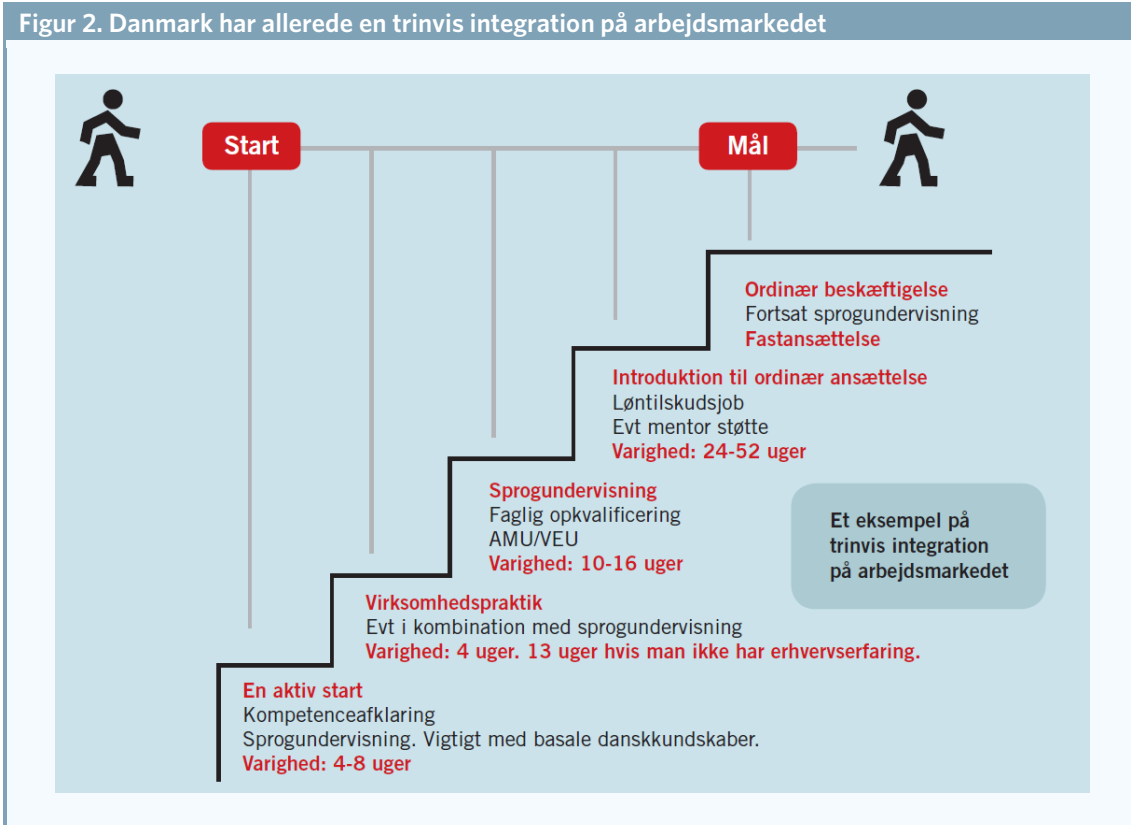 Figur 2. Danmark har allerede en trinvis integration på arbejdsmarkedet
Start
Mål
Ordinær beskæftigelse
Fortsat sprogundervisning
Fastansættelse
Introduktion til ordinær ansættelse
Løntilskudsjob
Evt mentor støtte
Varighed: 24-52 uger
Sprogundervisning
Faglig opkvalificering
AMU/VEU
Varighed: 10-16 uger
Et eksempel på
trinvis integration
på arbejdsmarkedet
Virksomhedspraktik
Evt i kombination med sprogundervisning
Varighed: 4 uger. 13 uger hvis man ikke har erhvervserfaring.
En aktiv start
Kompetenceafklaring
Sprogundervisning. Vigtigt med basale danskkundskaber.
Varighed: 4-8 uger